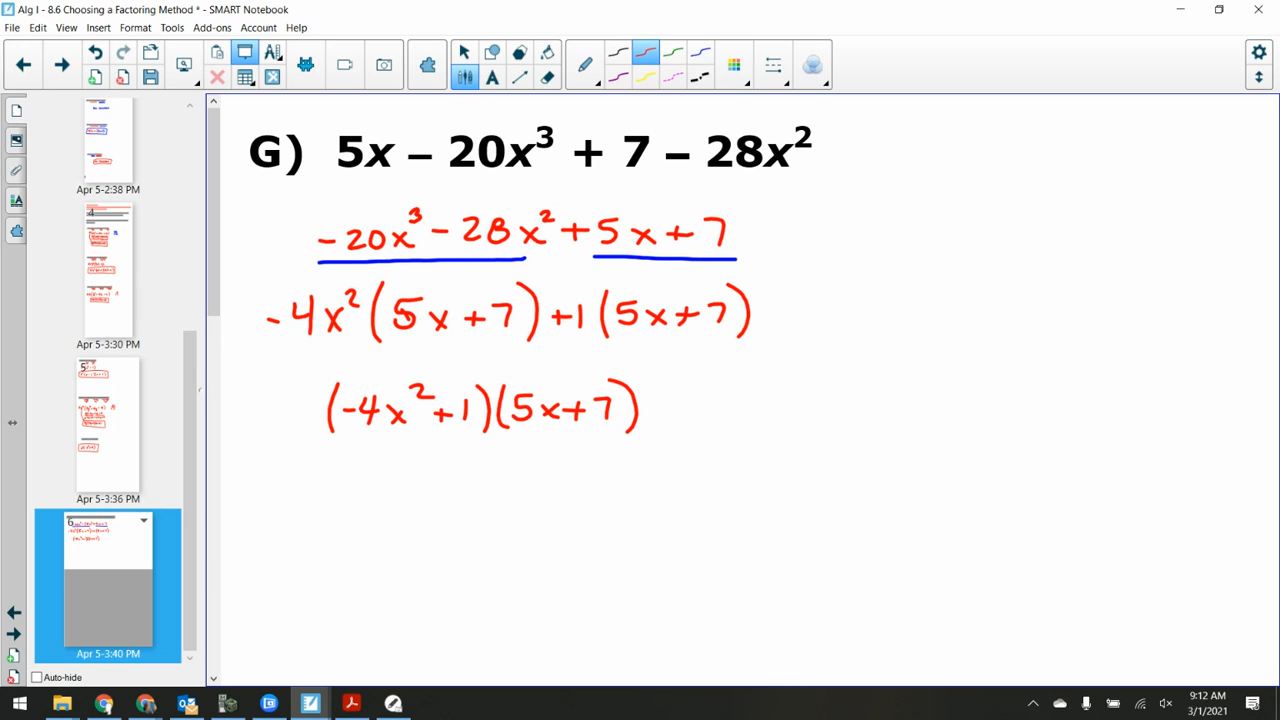 Alg I - 8.6 Choosing a Factoring Method * - SMART Notebook
File Edit View Insert Format Tools Add-ons Account Help
Apr 5-2:38 PM
4
Apr 5-3:30 PM
5
Apr 5-3:36 PM
6
Apr 5-3:40 PM
Auto-hide
G) 5x – 20x³ + 7 – 28x²
-20x³ - 28x² + 5x + 7
-4x² (5x + 7) + 1 (5x + 7)
(-4x² + 1)(5x + 7)
9:12 AM
3/1/2021